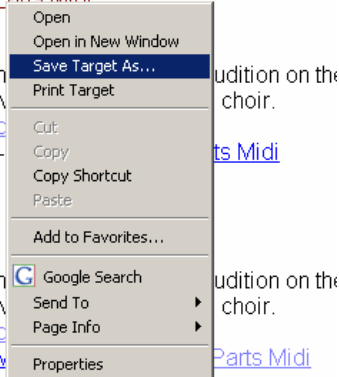 Open
Open in New Window
Save Target As...
udition on the
Print Target
choir.
Cut
Copy
ts Midi
Copy Shortcut
Paste
Add to Favorites...
Google Search
udition on the
Send To
choir.
Page Info
Properties
Parts Midi